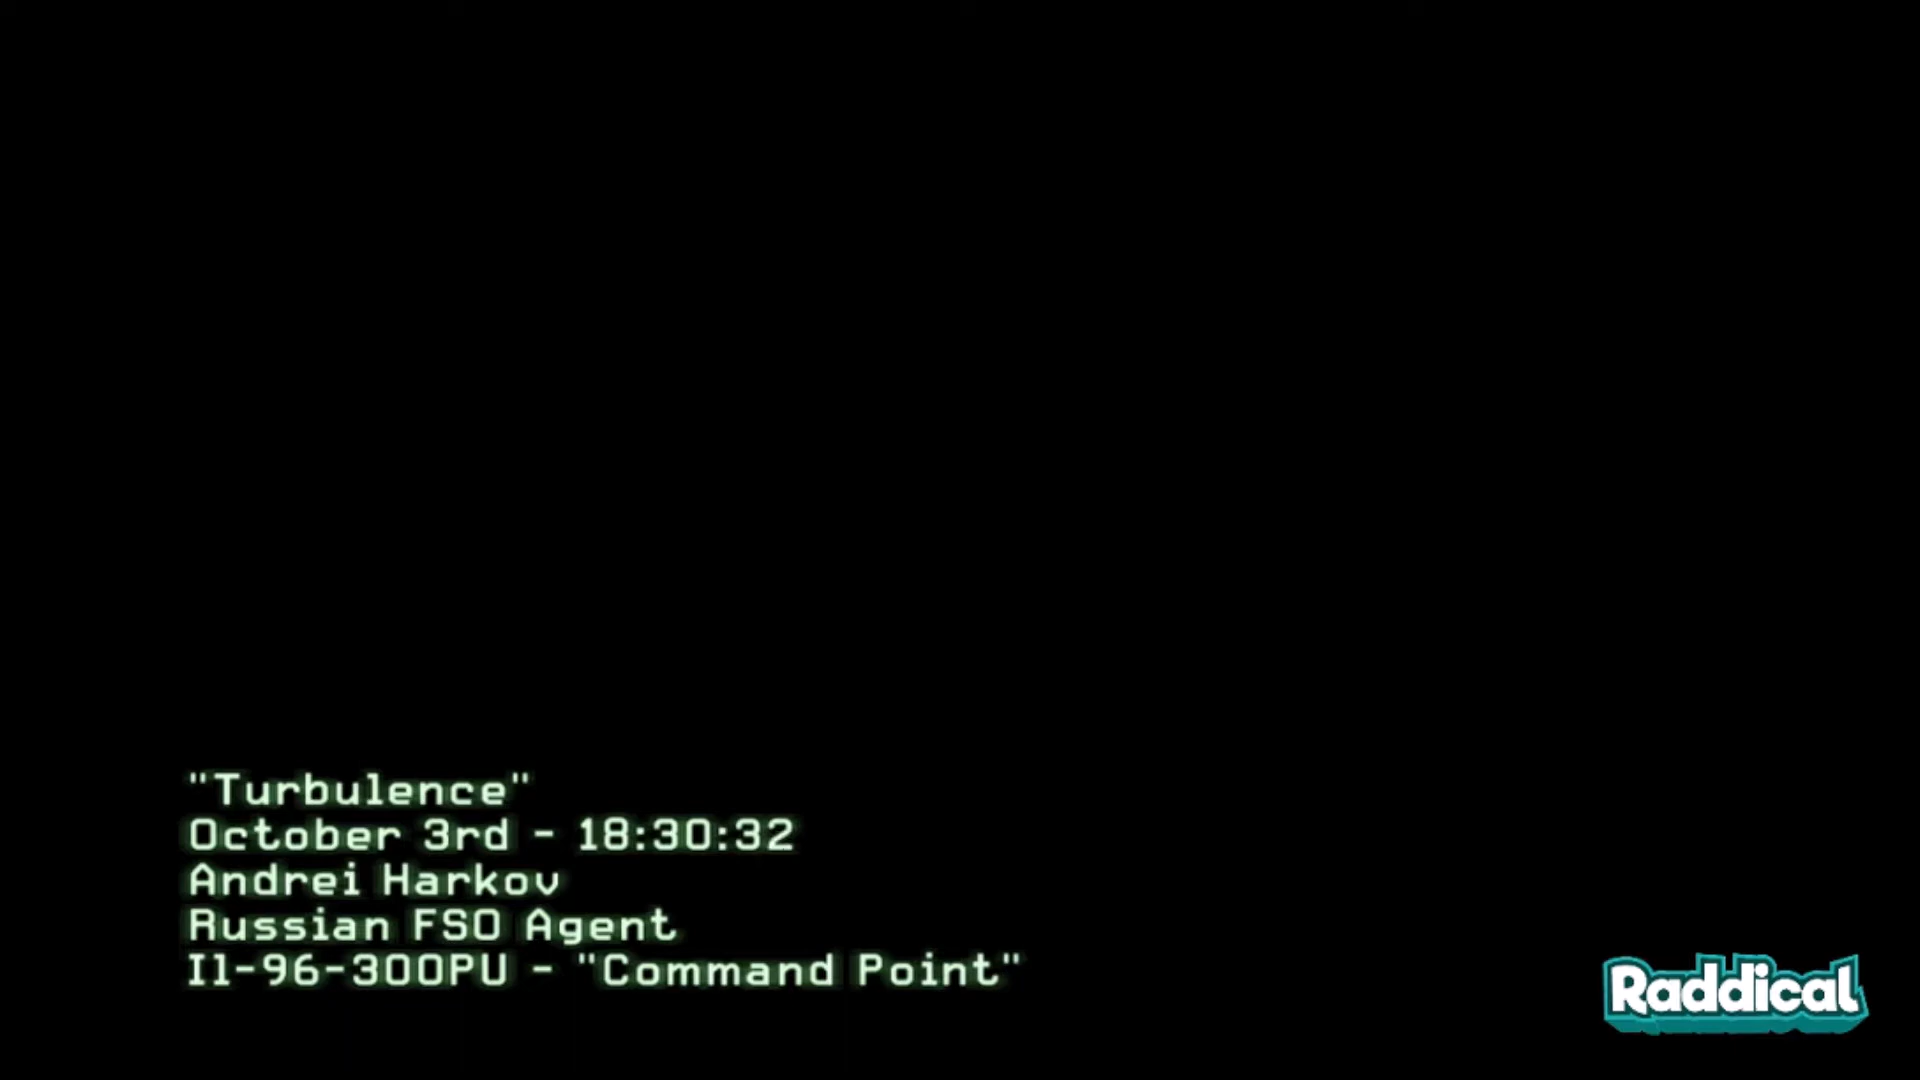 "Turbulence"
October 3rd - 18:30:32
Andrei Harkov
Russian FSO Agent
Il-96-300PU - "Command Point"
Raddical